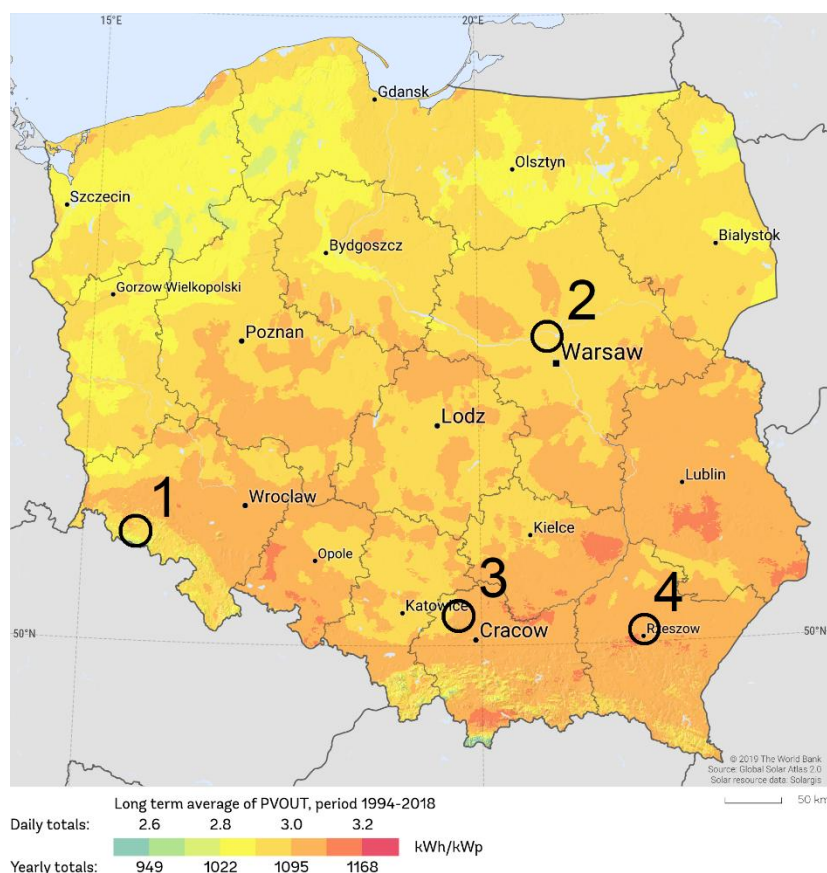 15°E
20°E
Gdansk
Olsztyn
Szczecin
Bialystok
Bydgoszcz
Gorzow Wielkopolski
2
Poznan
Warsaw
Lodz
Lublin
1
Wroclaw
Kielce
Opole
3
4
Katowice
Rzeszow
50°N
Cracow
50°N
© 2019 The World Bank
Source: Global Solar Atlas 2.0
Solar resource data: Solargis
50 km
Long term average of PVOUT, period 1994-2018
Daily totals: 2.6 2.8 3.0 3.2
kWh/kWp
Yearly totals: 949 1022 1095 1168